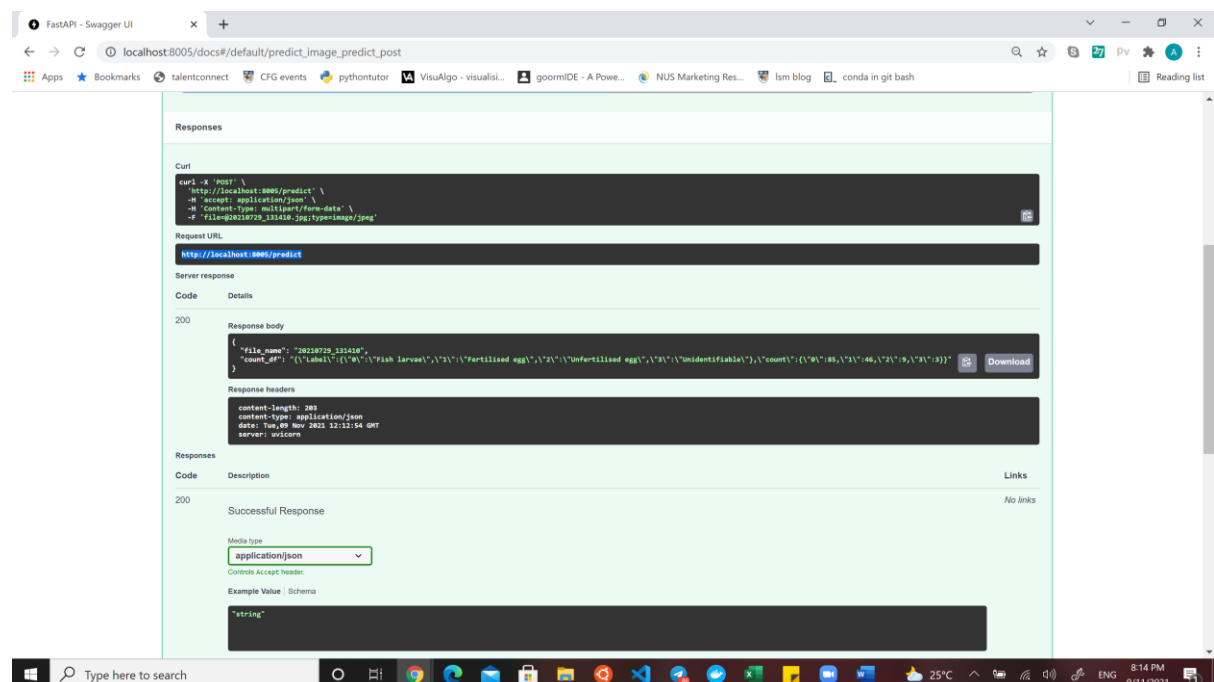 FastAPI - Swagger UI
localhost:8005/docs#/default/predict_image_predict_post
Apps
Bookmarks
talentconnect
CFG events
pythontutor
VisuAlgo - visualisi...
goormIDE - A Powe...
NUS Marketing Res...
lsm blog
conda in git bash
Reading list
Responses
Curl
curl -X 'POST' \
'http://localhost:8005/predict' \
-H 'accept: application/json' \
-H 'Content-Type: multipart/form-data' \
-F 'file=@20210729_131410.jpg;type=image/jpeg'
Request URL
http://localhost:8005/predict
Server response
Code Details
200
Response body
{
"file_name": "20210729_131410",
"count_df": "{\"Label\":{\"0\":\"Fish larvae\",\"1\":\"Fertilised egg\",\"2\":\"Unfertilised egg\",\"3\":\"Unidentifiable\"},\"count\":{\"0\":85,\"1\":46,\"2\":9,\"3\":3}}"
}
Download
Response headers
content-length: 203
content-type: application/json
date: Tue,09 Nov 2021 12:12:54 GMT
server: uvicorn
Responses
Code Description Links
200
Successful Response
No links
Media type
application/json
Controls Accept header.
Example Value Schema
"string"
Type here to search
25°C
ENG
8:14 PM
9/11/2021